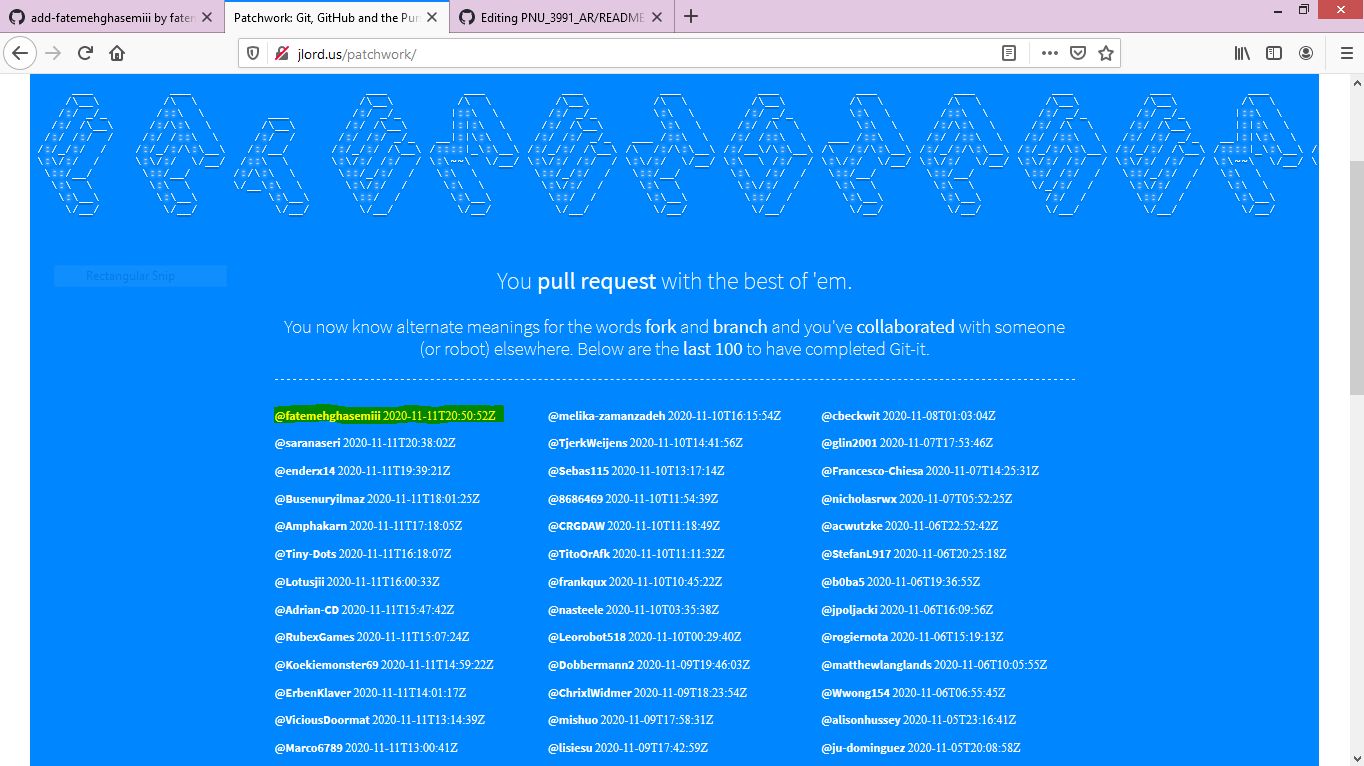 add-fatemehghasemiii by fatem
Patchwork: Git, GitHub and the Pu
Editing PNU_3991_AR/README
jlord.us/patchwork/
Rectangular Snip
You pull request with the best of 'em.
You now know alternate meanings for the words fork and branch and you've collaborated with someone
(or robot) elsewhere. Below are the last 100 to have completed Git-it.
@fatemehghasemiii 2020-11-11T20:50:52Z
@saranaseri 2020-11-11T20:38:02Z
@enderx14 2020-11-11T19:39:21Z
@Busenuryilmaz 2020-11-11T18:01:25Z
@Amphakarn 2020-11-11T17:18:05Z
@Tiny-Dots 2020-11-11T16:18:07Z
@Lotusjii 2020-11-11T16:00:33Z
@Adrian-CD 2020-11-11T15:47:42Z
@RubexGames 2020-11-11T15:07:24Z
@Koekiemonster69 2020-11-11T14:59:22Z
@ErbenKlaver 2020-11-11T14:01:17Z
@ViciousDoormat 2020-11-11T13:14:39Z
@Marco6789 2020-11-11T13:00:41Z
@melika-zamanzadeh 2020-11-10T16:15:54Z
@TjerkWeijens 2020-11-10T14:41:56Z
@Sebas115 2020-11-10T13:17:14Z
@8686469 2020-11-10T11:54:39Z
@CRGDAW 2020-11-10T11:18:49Z
@TitoOrAfk 2020-11-10T11:11:32Z
@frankqux 2020-11-10T10:45:22Z
@nasteele 2020-11-10T03:35:38Z
@Leorobot518 2020-11-10T00:29:40Z
@Dobbermann2 2020-11-09T19:46:03Z
@ChrixlWidmer 2020-11-09T18:23:54Z
@mishuo 2020-11-09T17:58:31Z
@lisiesu 2020-11-09T17:42:59Z
@cbeckwit 2020-11-08T01:03:04Z
@glin2001 2020-11-07T17:53:46Z
@Francesco-Chiesa 2020-11-07T14:25:31Z
@nicholasrwx 2020-11-07T05:52:25Z
@acwutzke 2020-11-06T22:52:42Z
@StefanL917 2020-11-06T20:25:18Z
@b0ba5 2020-11-06T19:36:55Z
@jpoljacki 2020-11-06T16:09:56Z
@rogiernota 2020-11-06T15:19:13Z
@matthewlanglands 2020-11-06T10:05:55Z
@Wwong154 2020-11-06T06:55:45Z
@alisonhussey 2020-11-05T23:16:41Z
@ju-dominguez 2020-11-05T20:08:58Z